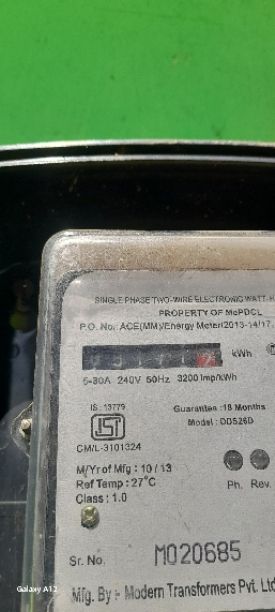 SINGLE PHASE TWO-WIRE ELECTRONIC WATT-H
PROPERTY OF MePDCL
P.O. No. ACE(MM)/Energy Meter/2013-14/17
kWh
5-30A 240V 50Hz 3200 Imp/kWh
IS: 13779
Guarantee : 18 Months
ISI
Model : DDS26D
CM/L-3101324
M/Yr of Mfg : 10 / 13
Ref Temp : 27°C
Ph. Rev.
Class : 1.0
Sr. No. M020685
Mfg. By :- Modern Transformers Pvt. Ltd
Galaxy A12